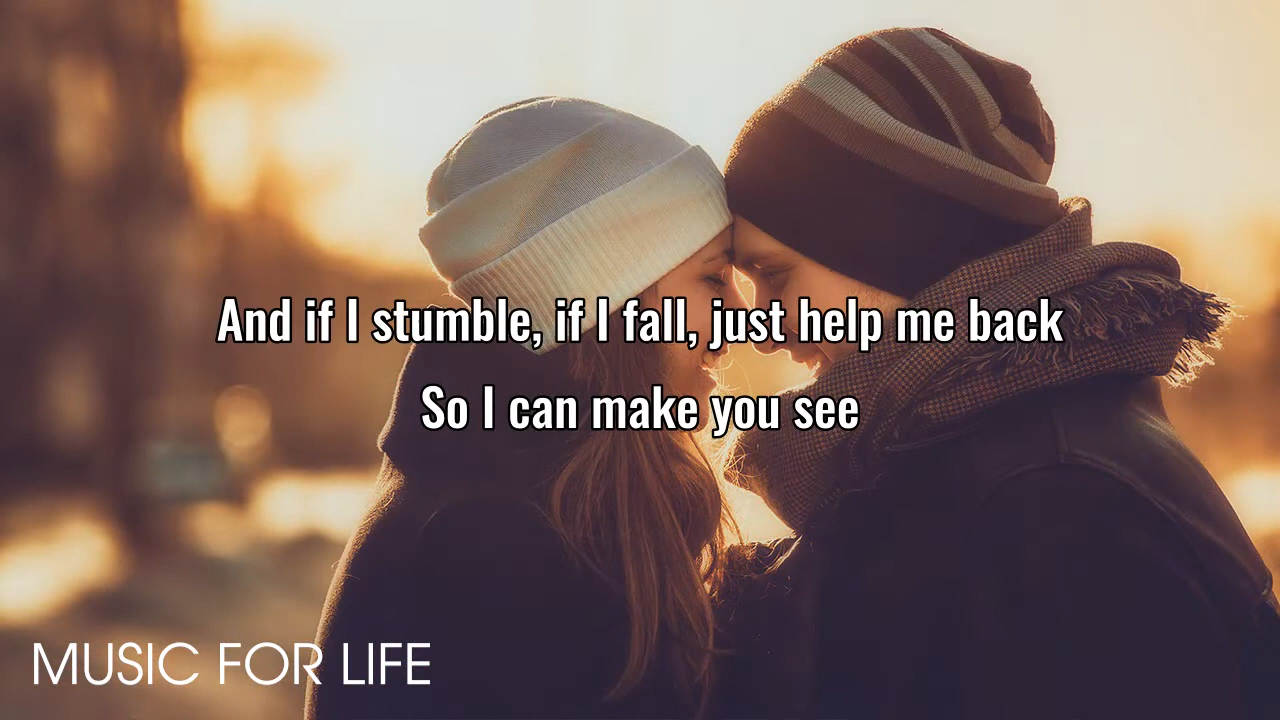 And if I stumble, if I fall, just help me back
So I can make you see
MUSIC FOR LIFE